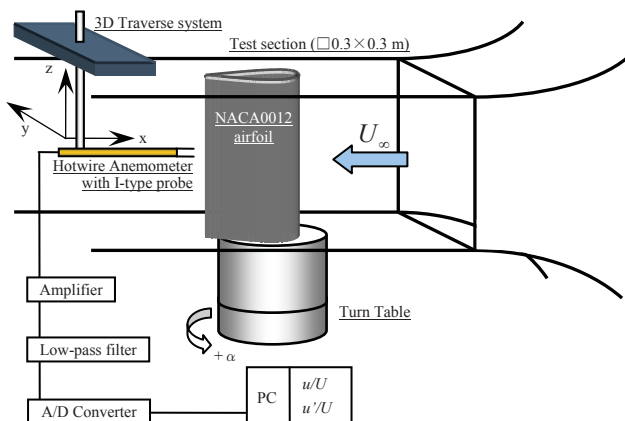 3D Traverse system
Test section (□0.3×0.3 m)
z
y
x
NACA0012
airfoil
U∞
Hotwire Anemometer
with I-type probe
Amplifier
Turn Table
+α
Low-pass filter
A/D Converter
PC
u/U
u'/U